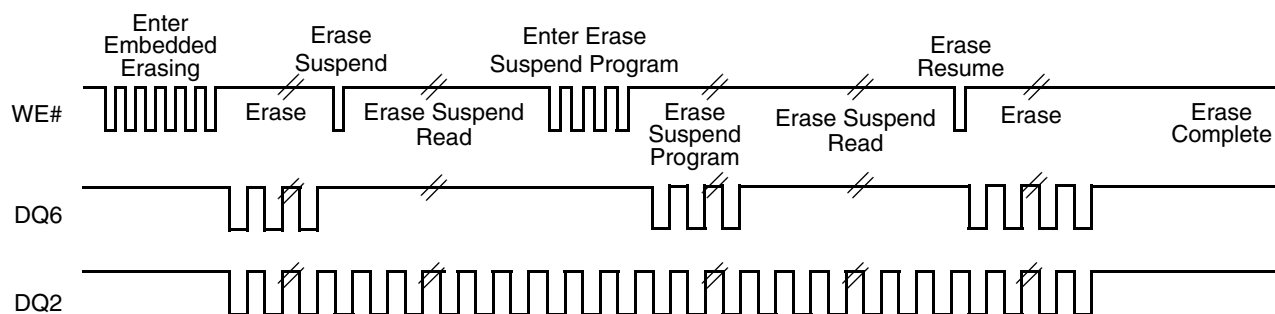 Enter
Embedded
Erasing
Erase
Suspend
Enter Erase
Suspend Program
Erase
Resume
WE#
Erase
Erase Suspend
Read
Erase
Suspend
Program
Erase Suspend
Read
Erase
Erase
Complete
DQ6
DQ2